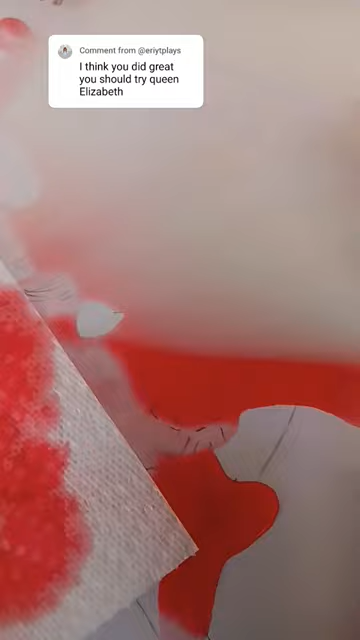 Comment from @eriytplays
I think you did great
you should try queen
Elizabeth